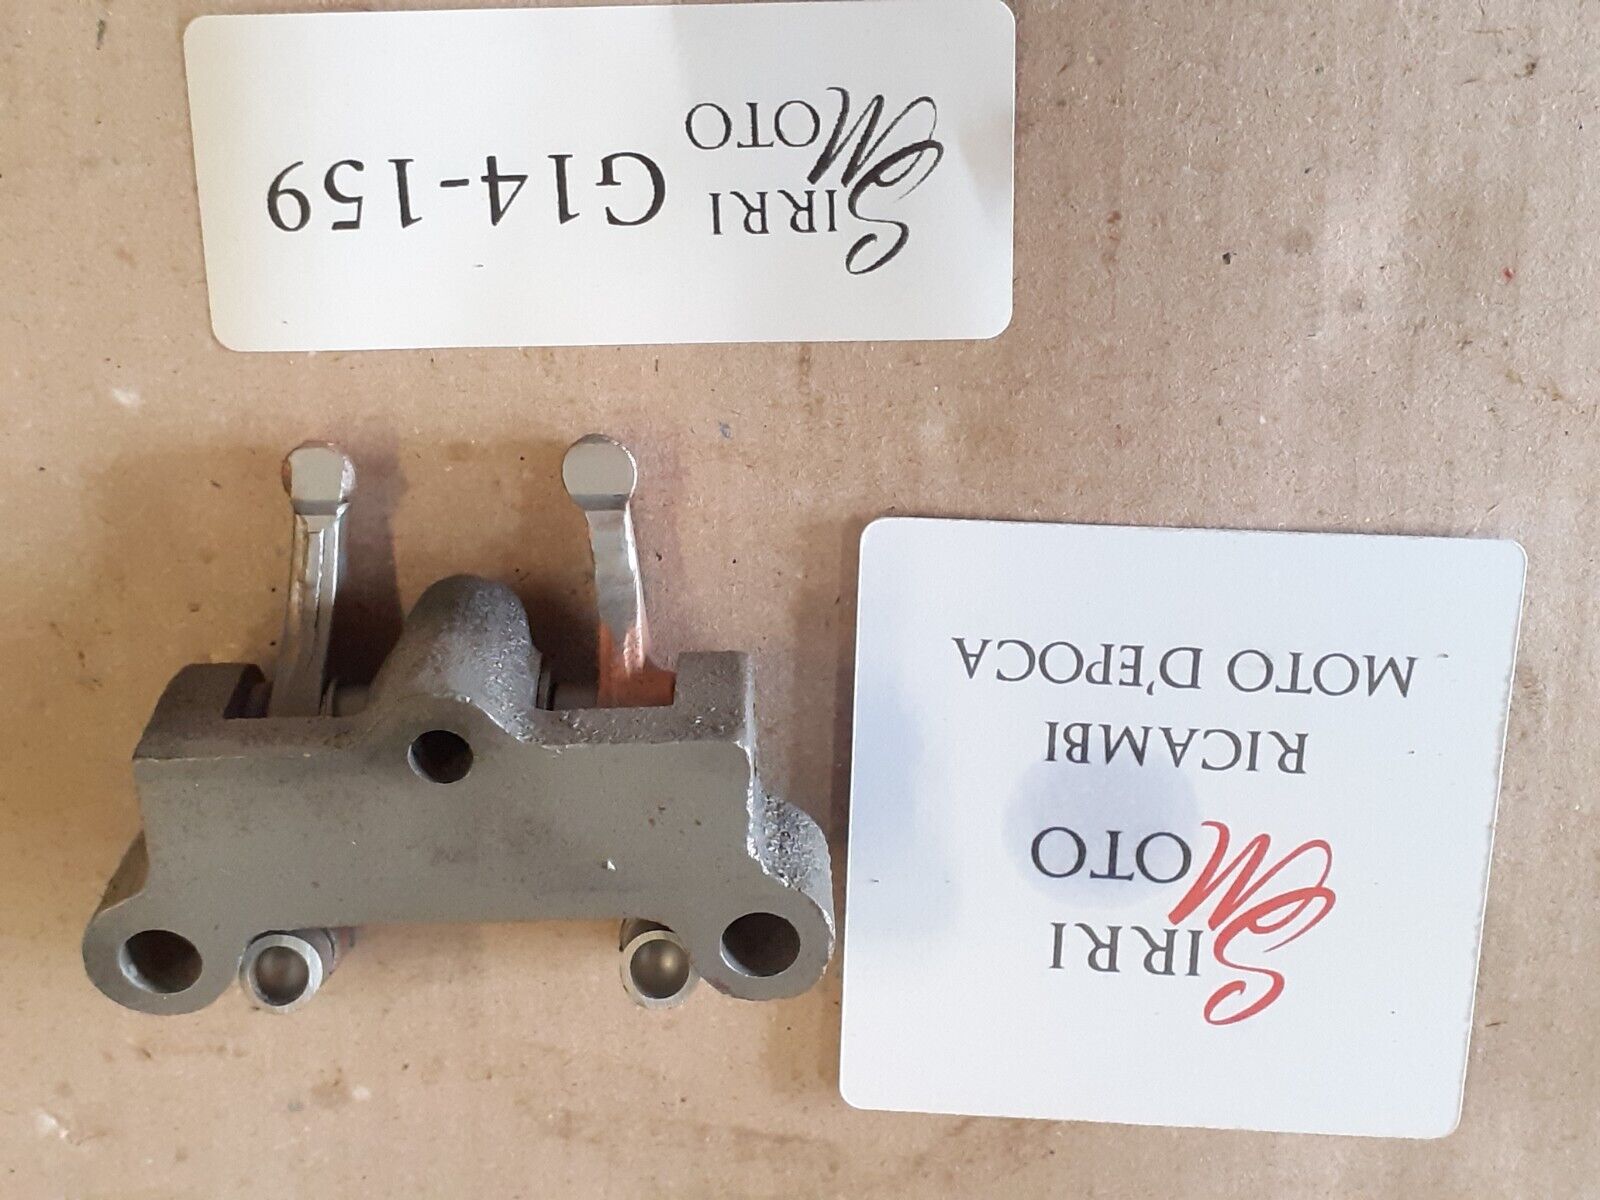 SIRRI
MOTO
G14-159
SIRRI
MOTO
RICAMBI
MOTO D'EPOCA